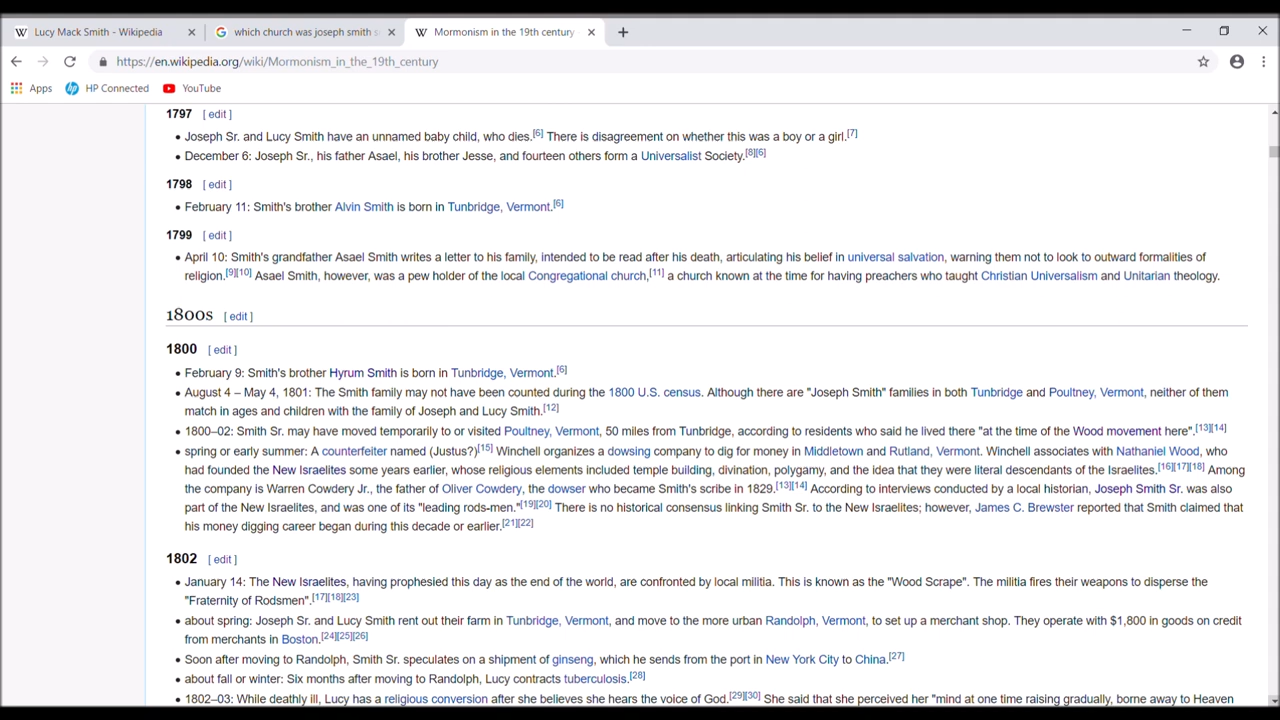 Lucy Mack Smith - Wikipedia
which church was joseph smith s
Mormonism in the 19th century
https://en.wikipedia.org/wiki/Mormonism_in_the_19th_century
Apps HP Connected YouTube
1797 [ edit ]
• Joseph Sr. and Lucy Smith have an unnamed baby child, who dies.[6] There is disagreement on whether this was a boy or a girl.[7]
• December 6: Joseph Sr., his father Asael, his brother Jesse, and fourteen others form a Universalist Society.[8][6]
1798 [ edit ]
• February 11: Smith's brother Alvin Smith is born in Tunbridge, Vermont.[6]
1799 [ edit ]
• April 10: Smith's grandfather Asael Smith writes a letter to his family, intended to be read after his death, articulating his belief in universal salvation, warning them not to look to outward formalities of
religion.[9][10] Asael Smith, however, was a pew holder of the local Congregational church,[11] a church known at the time for having preachers who taught Christian Universalism and Unitarian theology.
1800s [ edit ]
1800 [ edit ]
• February 9: Smith's brother Hyrum Smith is born in Tunbridge, Vermont.[6]
• August 4 – May 4, 1801: The Smith family may not have been counted during the 1800 U.S. census. Although there are "Joseph Smith" families in both Tunbridge and Poultney, Vermont, neither of them
match in ages and children with the family of Joseph and Lucy Smith.[12]
• 1800–02: Smith Sr. may have moved temporarily to or visited Poultney, Vermont, 50 miles from Tunbridge, according to residents who said he lived there "at the time of the Wood movement here".[13][14]
• spring or early summer: A counterfeiter named (Justus?)[15] Winchell organizes a dowsing company to dig for money in Middletown and Rutland, Vermont. Winchell associates with Nathaniel Wood, who
had founded the New Israelites some years earlier, whose religious elements included temple building, divination, polygamy, and the idea that they were literal descendants of the Israelites.[16][17][18] Among
the company is Warren Cowdery Jr., the father of Oliver Cowdery, the dowser who became Smith's scribe in 1829.[13][14] According to interviews conducted by a local historian, Joseph Smith Sr. was also
part of the New Israelites, and was one of its "leading rods-men."[19][20] There is no historical consensus linking Smith Sr. to the New Israelites; however, James C. Brewster reported that Smith claimed that
his money digging career began during this decade or earlier.[21][22]
1802 [ edit ]
• January 14: The New Israelites, having prophesied this day as the end of the world, are confronted by local militia. This is known as the "Wood Scrape". The militia fires their weapons to disperse the
"Fraternity of Rodsmen".[17][18][23]
• about spring: Joseph Sr. and Lucy Smith rent out their farm in Tunbridge, Vermont, and move to the more urban Randolph, Vermont, to set up a merchant shop. They operate with $1,800 in goods on credit
from merchants in Boston.[24][25][26]
• Soon after moving to Randolph, Smith Sr. speculates on a shipment of ginseng, which he sends from the port in New York City to China.[27]
• about fall or winter: Six months after moving to Randolph, Lucy contracts tuberculosis.[28]
• 1802–03: While deathly ill, Lucy has a religious conversion after she believes she hears the voice of God.[29][30] She said that she perceived her "mind at one time raising gradually, borne away to Heaven